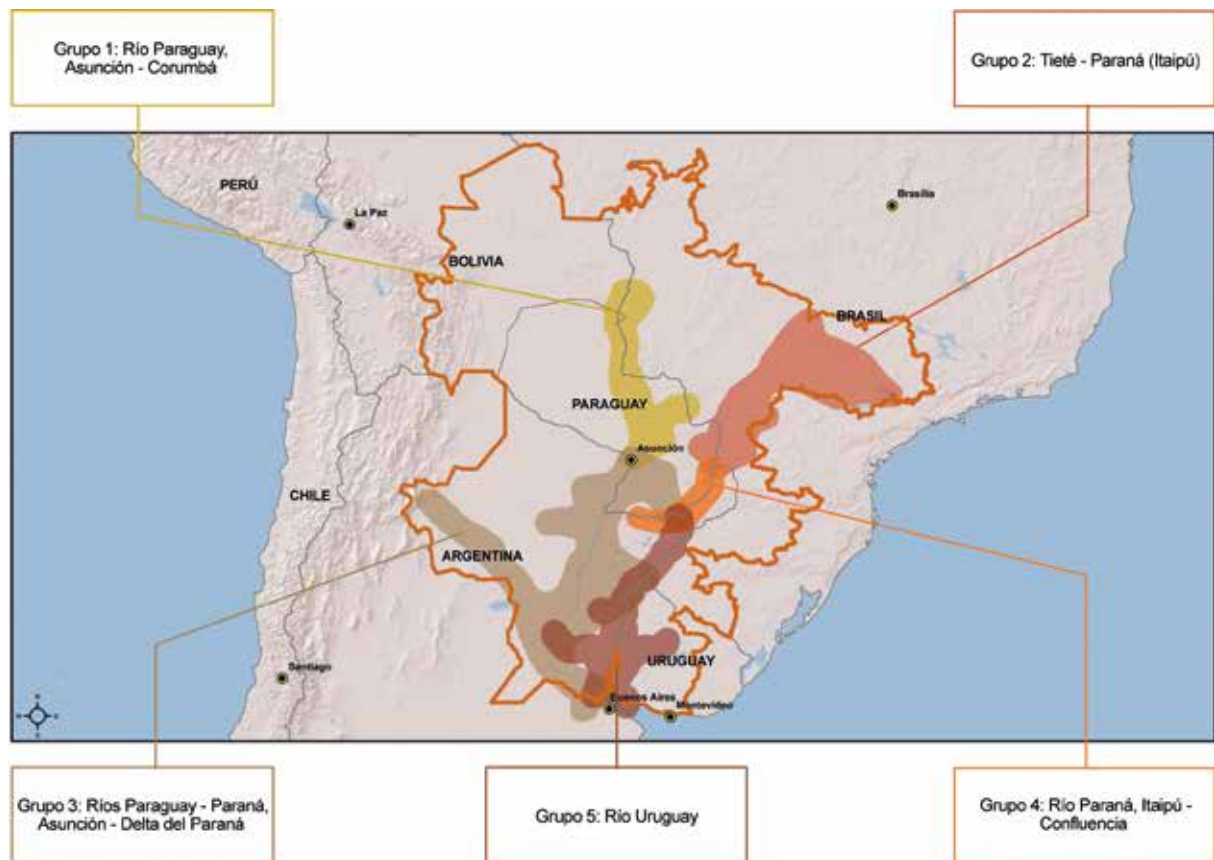 Grupo 1: Río Paraguay,
Asunción - Corumbá
Grupo 2: Tieté - Paraná (Itaipú)
PERÚ
La Paz
Brasilia
BOLIVIA
BRASIL
PARAGUAY
Asunción
CHILE
ARGENTINA
Santiago
URUGUAY
Buenos Aires
Montevideo
Grupo 3: Ríos Paraguay - Paraná,
Asunción - Delta del Paraná
Grupo 5: Río Uruguay
Grupo 4: Río Paraná, Itaipú -
Confluencia